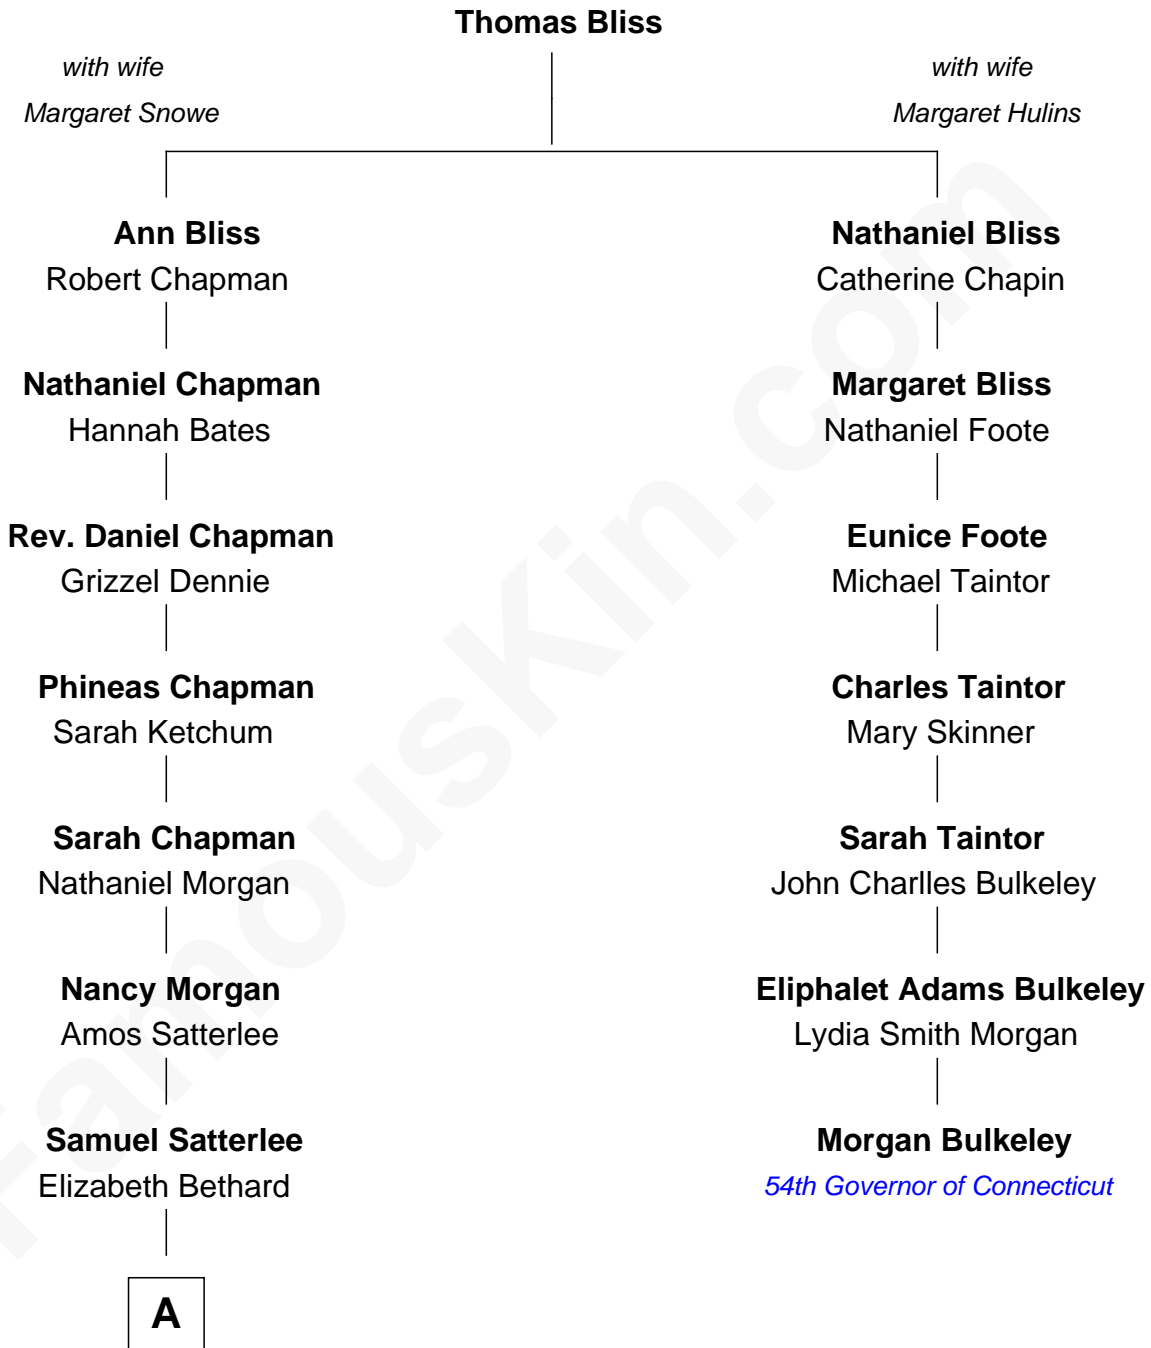 Thomas Bliss
with wife
Margaret Snowe
with wife
Margaret Hulins
Ann Bliss
Robert Chapman
Nathaniel Bliss
Catherine Chapin
Nathaniel Chapman
Hannah Bates
Margaret Bliss
Nathaniel Foote
Rev. Daniel Chapman
Grizzel Dennie
Eunice Foote
Michael Taintor
Phineas Chapman
Sarah Ketchum
Charles Taintor
Mary Skinner
Sarah Chapman
Nathaniel Morgan
Sarah Taintor
John Charlles Bulkeley
Nancy Morgan
Amos Satterlee
Eliphalet Adams Bulkeley
Lydia Smith Morgan
Samuel Satterlee
Elizabeth Bethard
Morgan Bulkeley
54th Governor of Connecticut
A
FamousKin.com